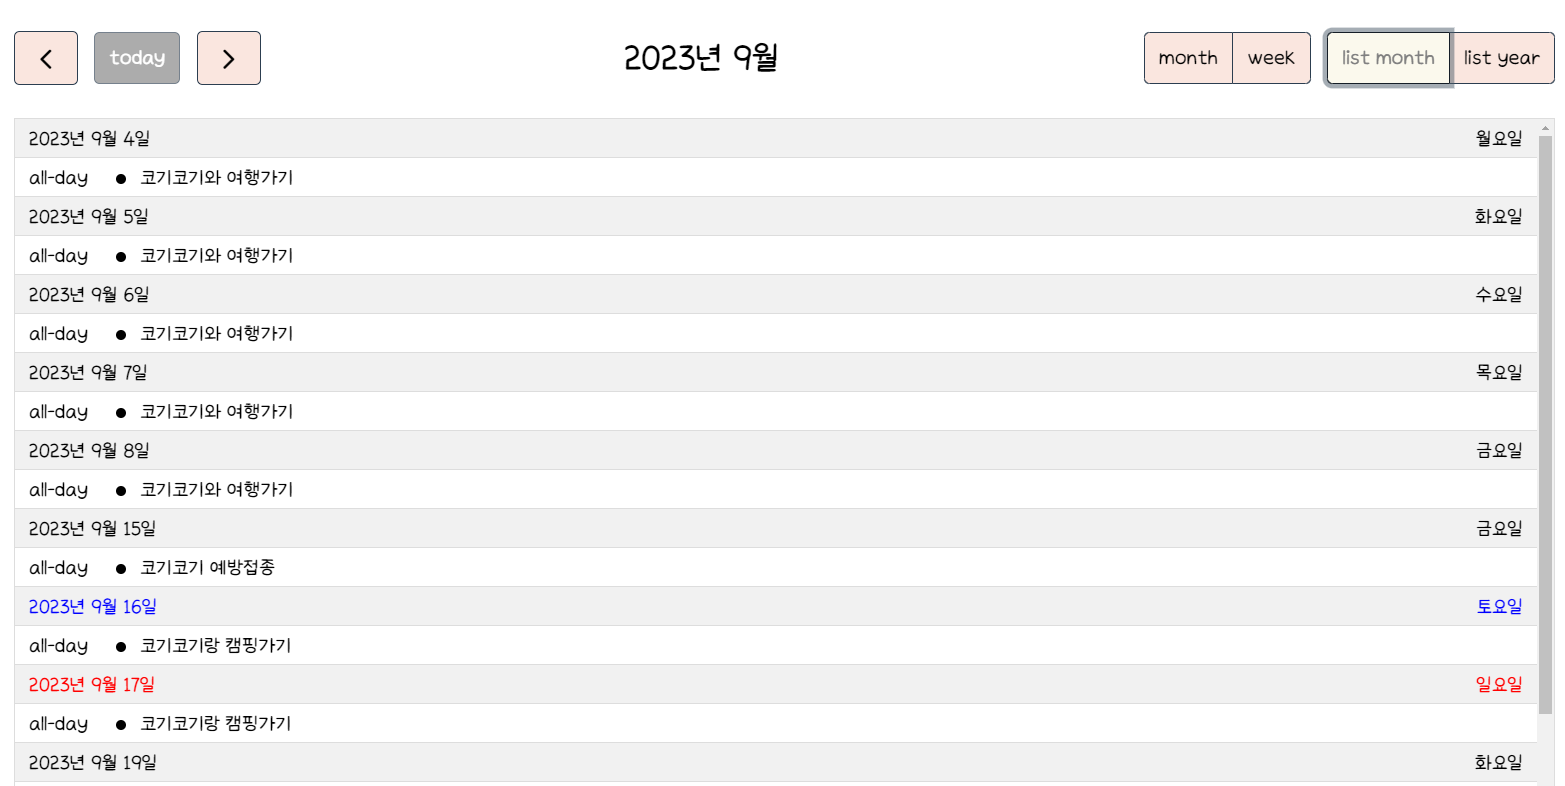 today
2023년 9월
month week list month list year
2023년 9월 4일 월요일
all-day 코기코기와 여행가기
2023년 9월 5일 화요일
all-day 코기코기와 여행가기
2023년 9월 6일 수요일
all-day 코기코기와 여행가기
2023년 9월 7일 목요일
all-day 코기코기와 여행가기
2023년 9월 8일 금요일
all-day 코기코기와 여행가기
2023년 9월 15일 금요일
all-day 코기코기 예방접종
2023년 9월 16일 토요일
all-day 코기코기랑 캠핑가기
2023년 9월 17일 일요일
all-day 코기코기랑 캠핑가기
2023년 9월 19일 화요일